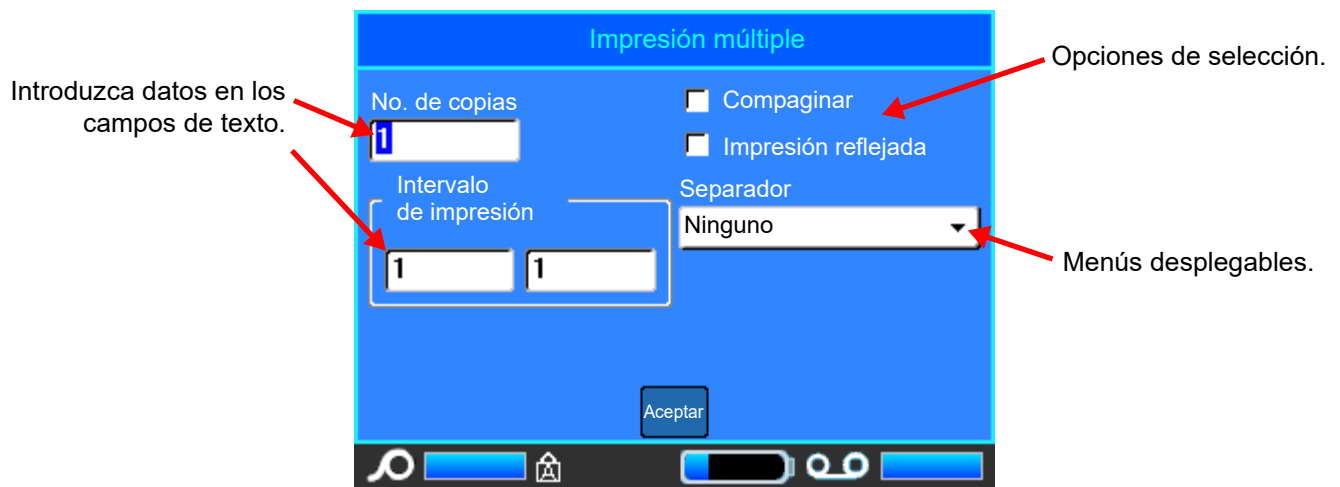 Impresión múltiple
Opciones de selección.
Introduzca datos en los
campos de texto.
No. de copias
1
Compaginar
Impresión reflejada
Intervalo
de impresión
1 1
Separador
Ninguno
Menús desplegables.
Aceptar
A